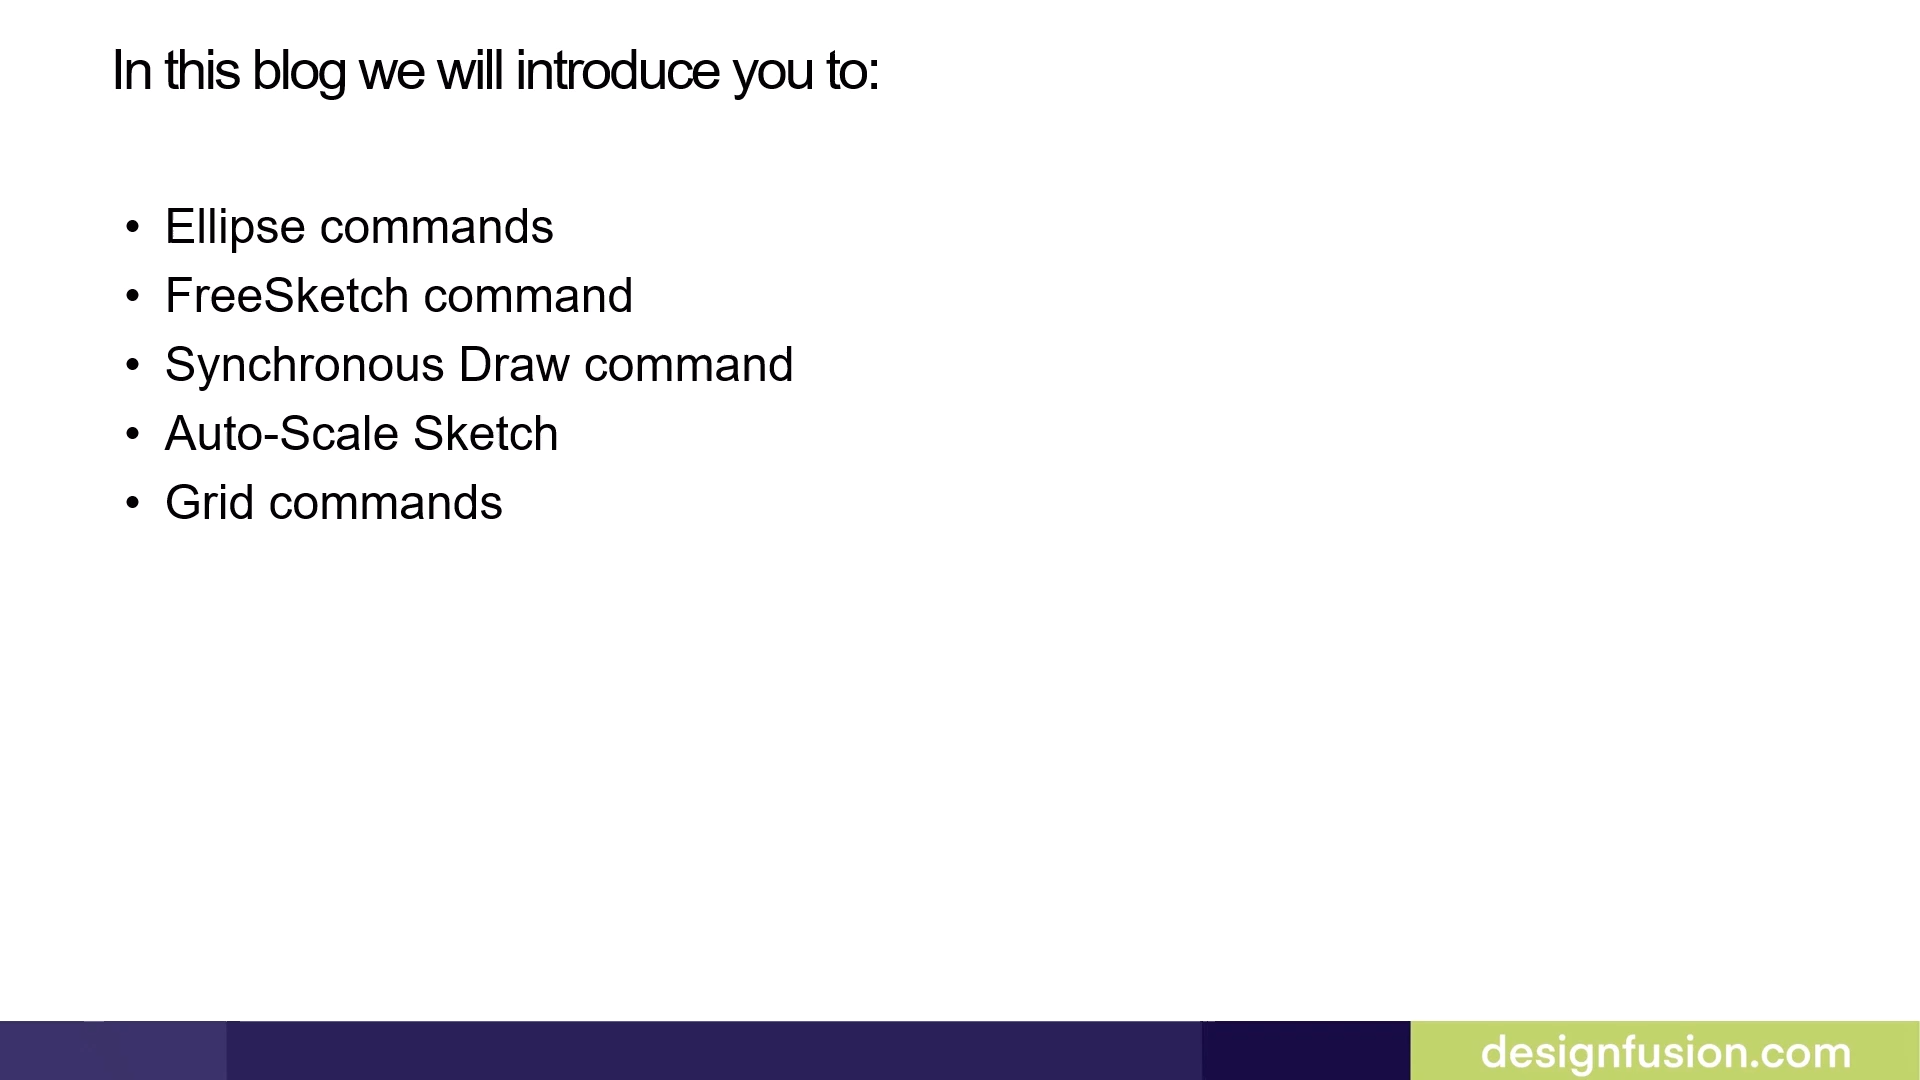 In this blog we will introduce you to:
• Ellipse commands
• FreeSketch command
• Synchronous Draw command
• Auto-Scale Sketch
• Grid commands
designfusion.com